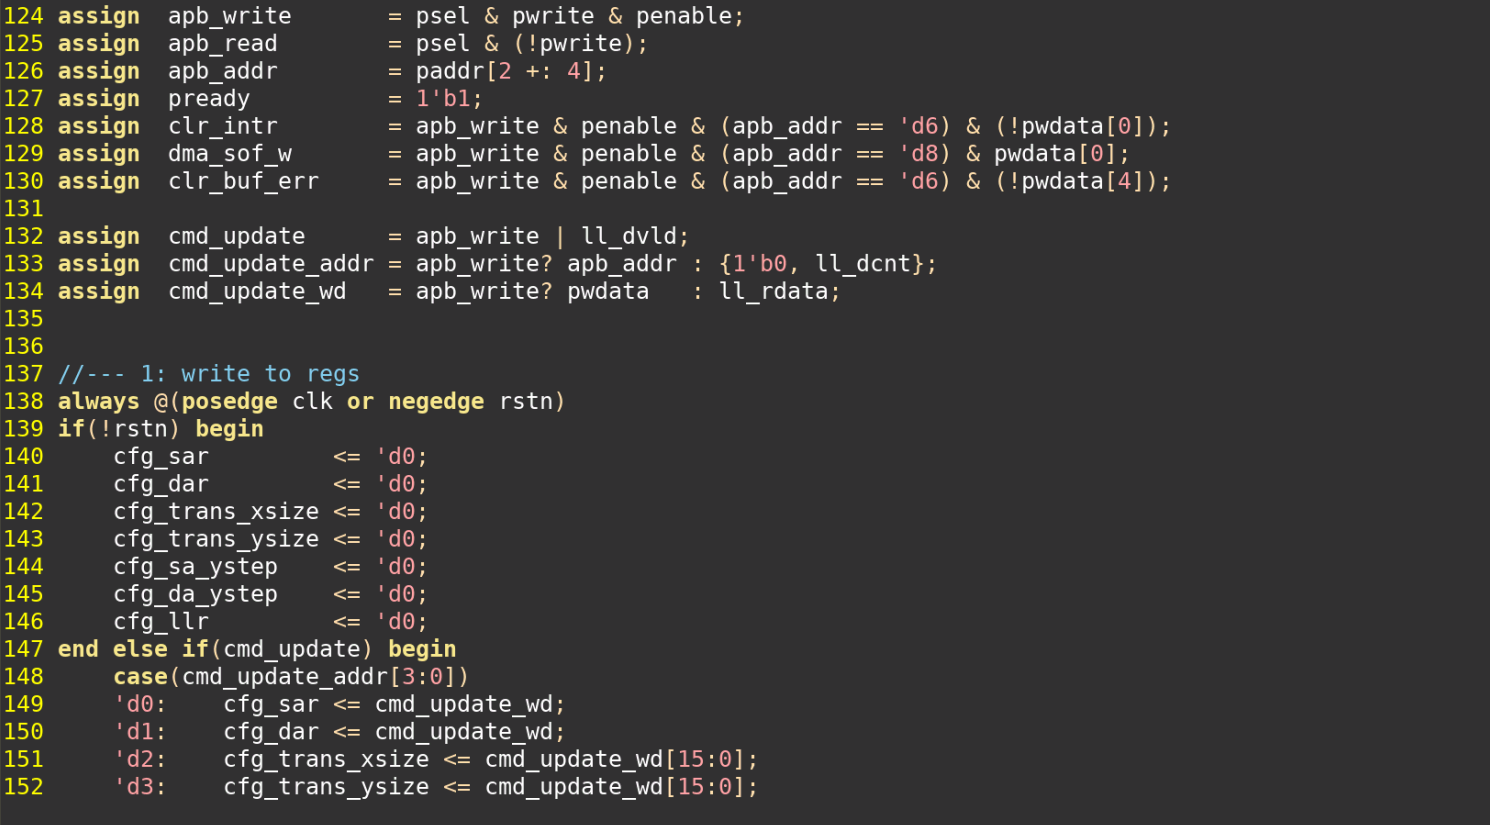 124 assign  apb_write       = psel & pwrite & penable;
125 assign  apb_read        = psel & (!pwrite);
126 assign  apb_addr        = paddr[2 +: 4];
127 assign  pready          = 1'b1;
128 assign  clr_intr        = apb_write & penable & (apb_addr == 'd6) & (!pwdata[0]);
129 assign  dma_sof_w       = apb_write & penable & (apb_addr == 'd8) & pwdata[0];
130 assign  clr_buf_err     = apb_write & penable & (apb_addr == 'd6) & (!pwdata[4]);
131
132 assign  cmd_update      = apb_write | ll_dvld;
133 assign  cmd_update_addr = apb_write? apb_addr : {1'b0, ll_dcnt};
134 assign  cmd_update_wd   = apb_write? pwdata   : ll_rdata;
135
136
137 //--- 1: write to regs
138 always @(posedge clk or negedge rstn)
139 if(!rstn) begin
140     cfg_sar         <= 'd0;
141     cfg_dar         <= 'd0;
142     cfg_trans_xsize <= 'd0;
143     cfg_trans_ysize <= 'd0;
144     cfg_sa_ystep    <= 'd0;
145     cfg_da_ystep    <= 'd0;
146     cfg_llr         <= 'd0;
147 end else if(cmd_update) begin
148     case(cmd_update_addr[3:0])
149     'd0:    cfg_sar <= cmd_update_wd;
150     'd1:    cfg_dar <= cmd_update_wd;
151     'd2:    cfg_trans_xsize <= cmd_update_wd[15:0];
152     'd3:    cfg_trans_ysize <= cmd_update_wd[15:0];